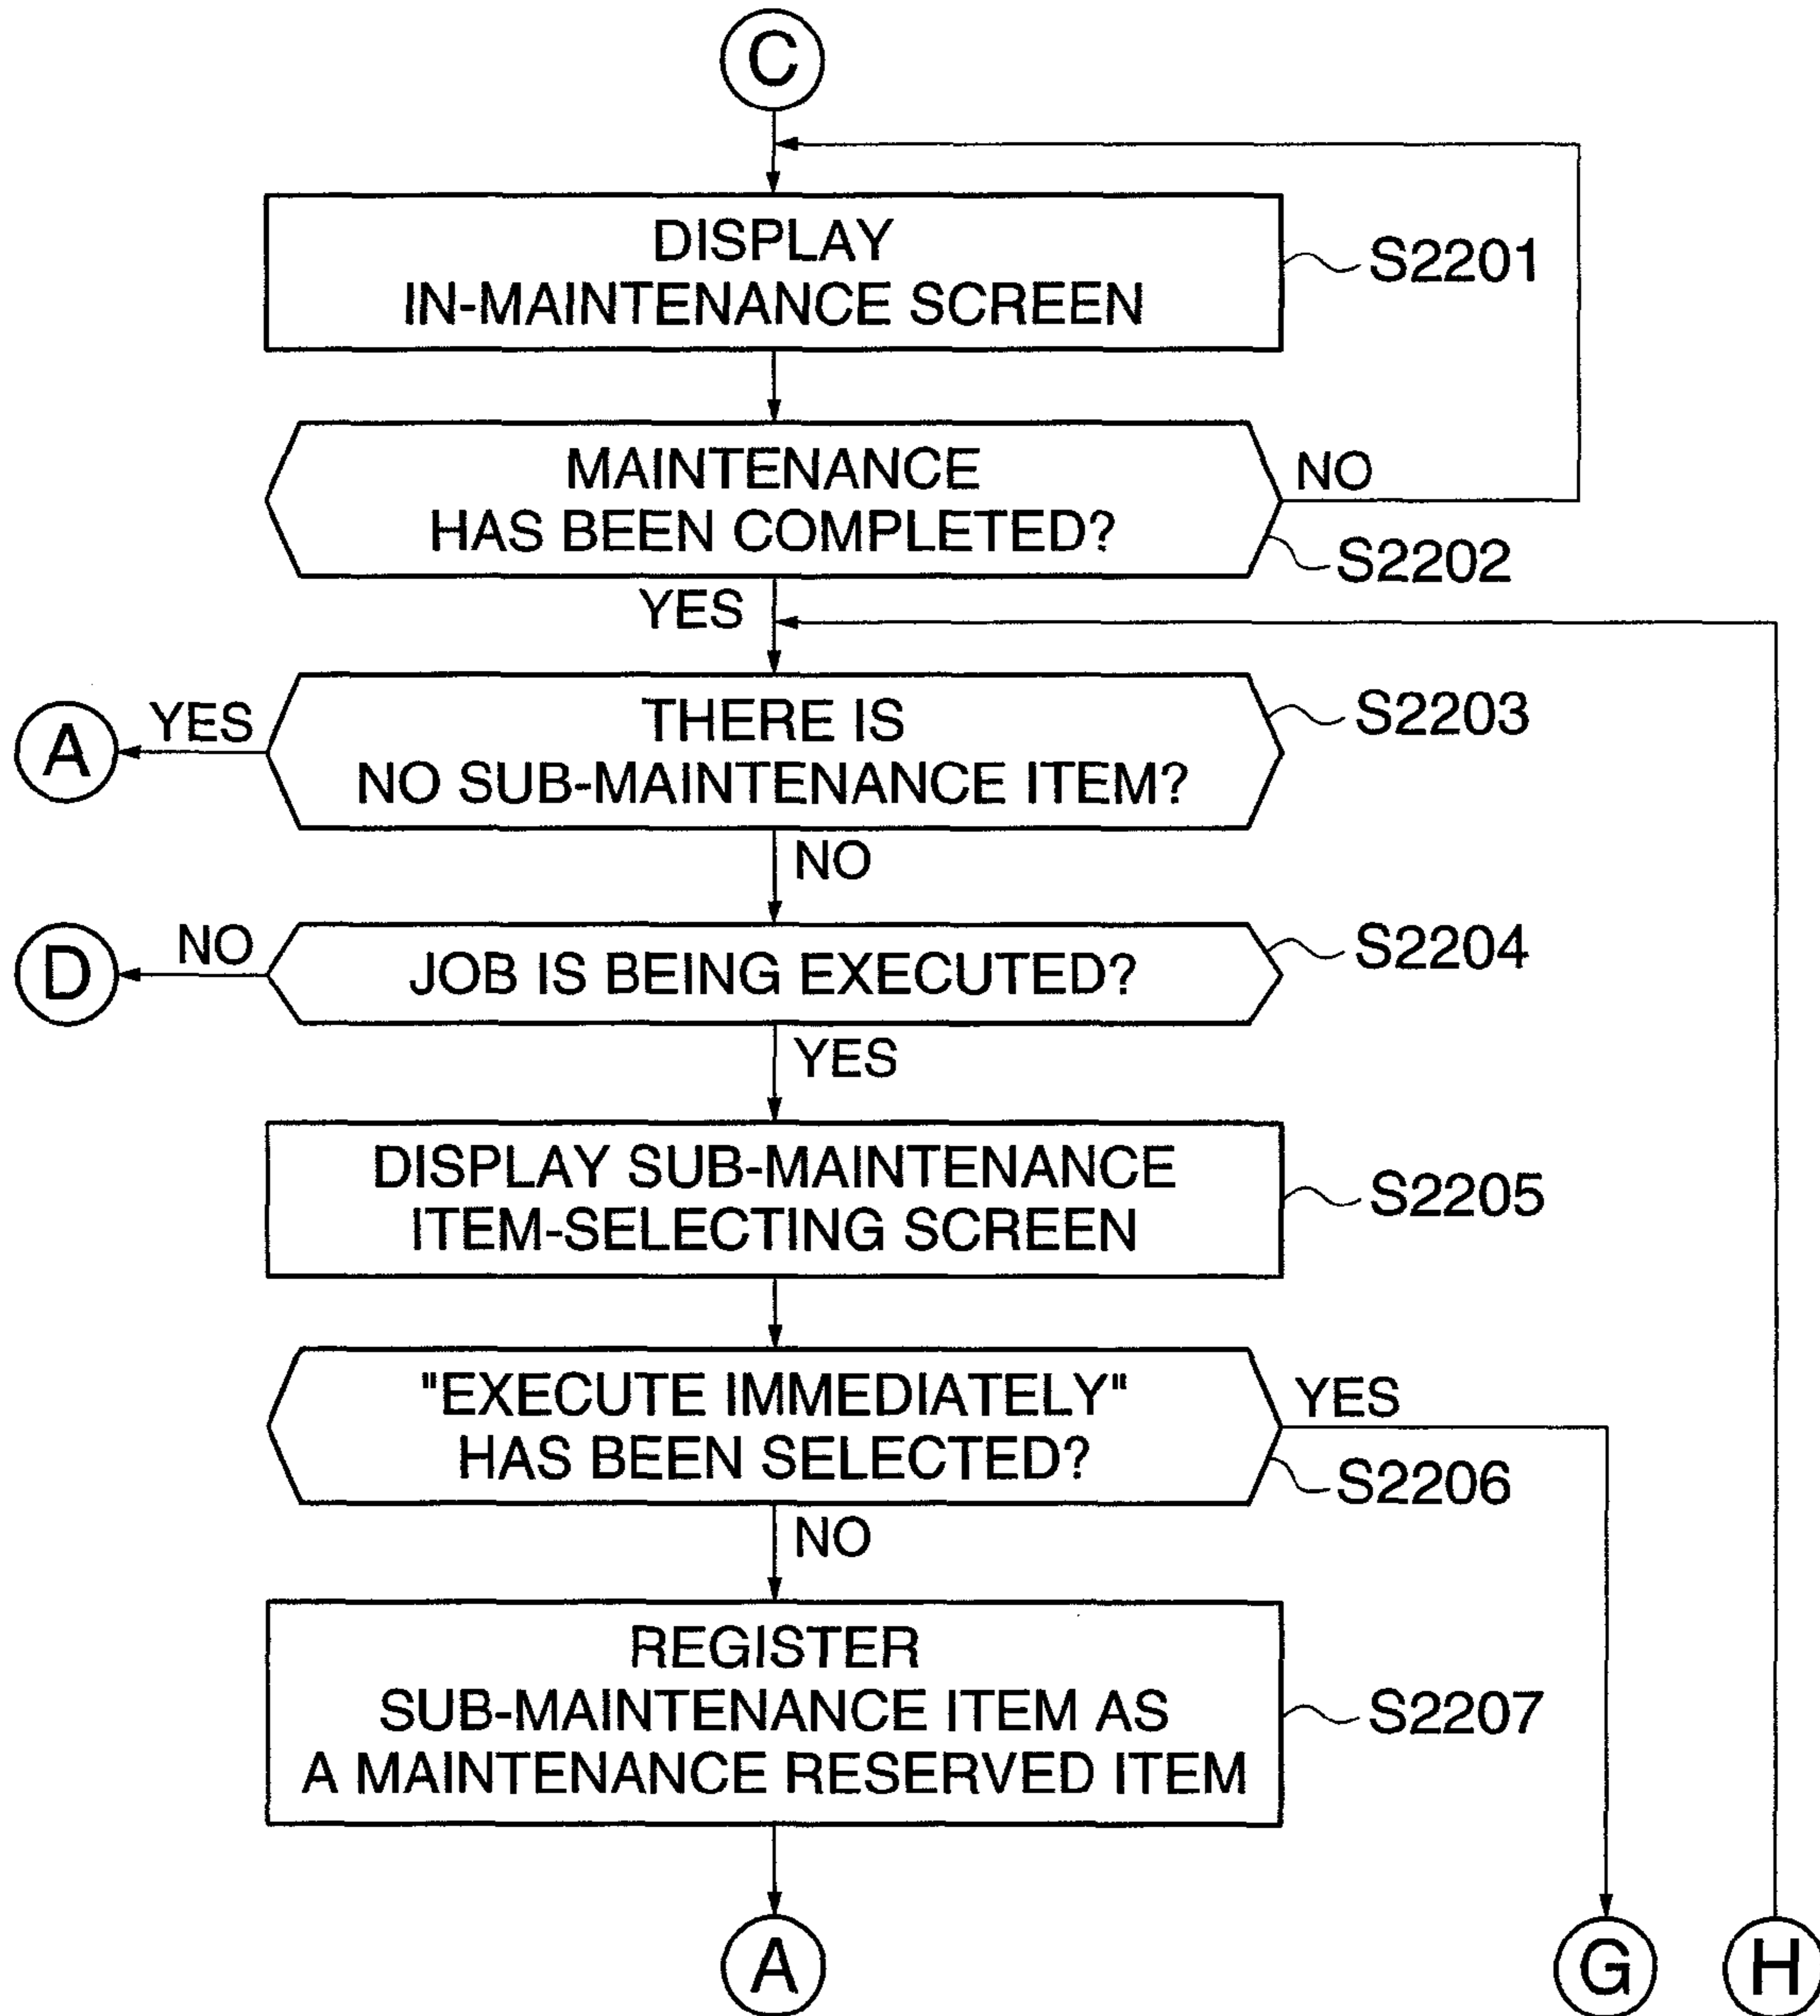 C
DISPLAY
IN-MAINTENANCE SCREEN
S2201
MAINTENANCE
HAS BEEN COMPLETED?
NO
S2202
YES
THERE IS
NO SUB-MAINTENANCE ITEM?
S2203
YES
A
NO
JOB IS BEING EXECUTED?
S2204
NO
D
YES
DISPLAY SUB-MAINTENANCE
ITEM-SELECTING SCREEN
S2205
"EXECUTE IMMEDIATELY"
HAS BEEN SELECTED?
YES
S2206
NO
REGISTER
SUB-MAINTENANCE ITEM AS
A MAINTENANCE RESERVED ITEM
S2207
A
G
H